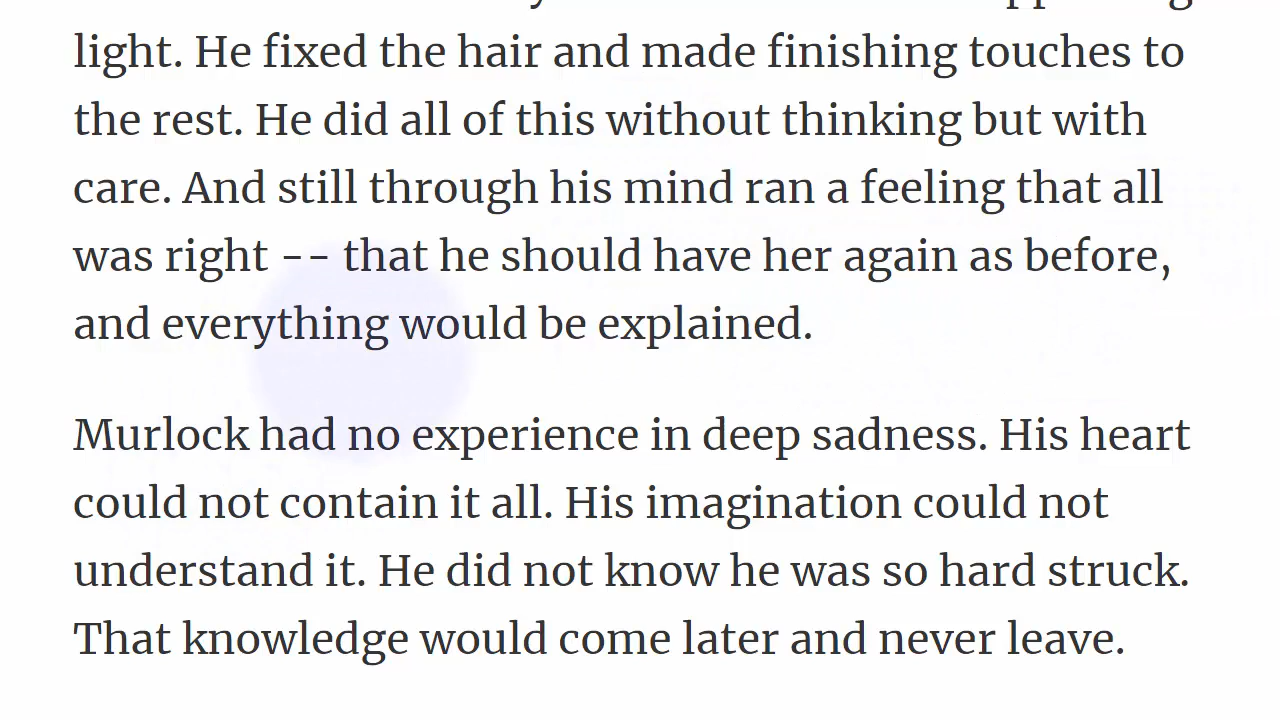 light. He fixed the hair and made finishing touches to
the rest. He did all of this without thinking but with
care. And still through his mind ran a feeling that all
was right -- that he should have her again as before,
and everything would be explained.
Murlock had no experience in deep sadness. His heart
could not contain it all. His imagination could not
understand it. He did not know he was so hard struck.
That knowledge would come later and never leave.